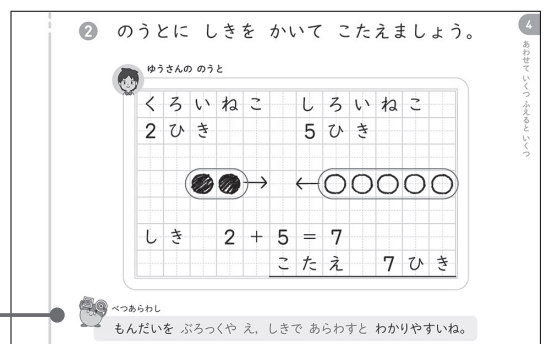 2 のうとに しきを かいて こたえましょう。
4
あわせて いくつ ふえると いくつ
ゆうさんの のうと
くろいねこ しろいねこ
2ひき 5ひき
しき 2+5=7
こたえ 7ひき
べつあらわし
もんだいを ぶろっくや え，しきで あらわすと わかりやすいね。